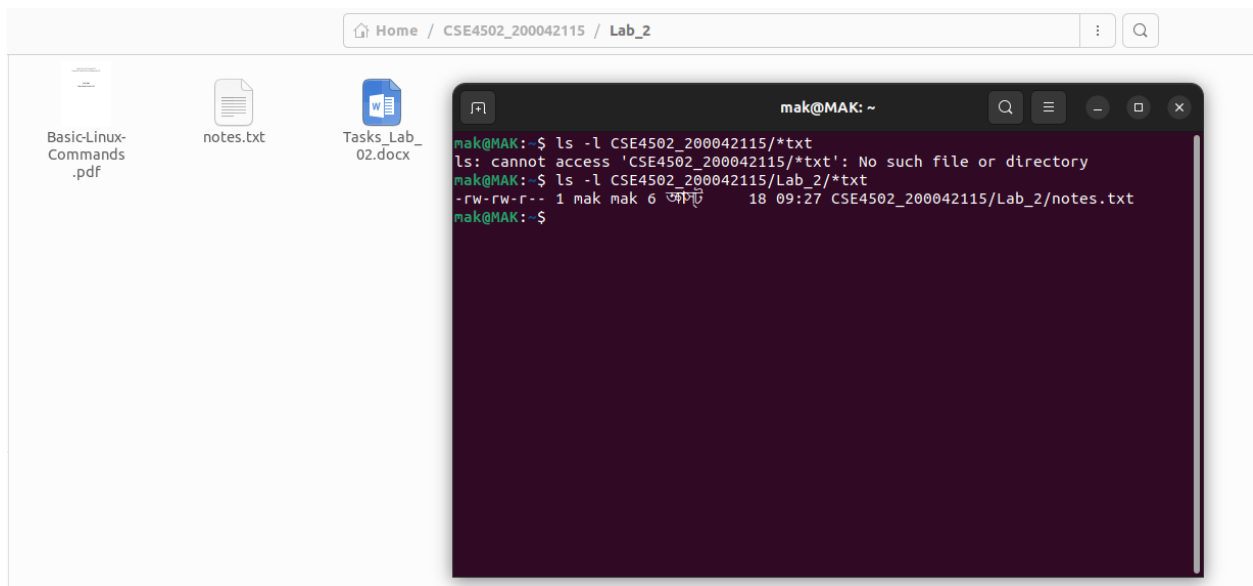 Home / CSE4502_200042115 / Lab_2
Basic-Linux-
Commands
.pdf
notes.txt
Tasks_Lab_
02.docx
mak@MAK: ~
mak@MAK:~$ ls -l CSE4502_200042115/*txt
ls: cannot access 'CSE4502_200042115/*txt': No such file or directory
mak@MAK:~$ ls -l CSE4502_200042115/Lab_2/*txt
-rw-rw-r-- 1 mak mak 6 18 09:27 CSE4502_200042115/Lab_2/notes.txt
mak@MAK:~$